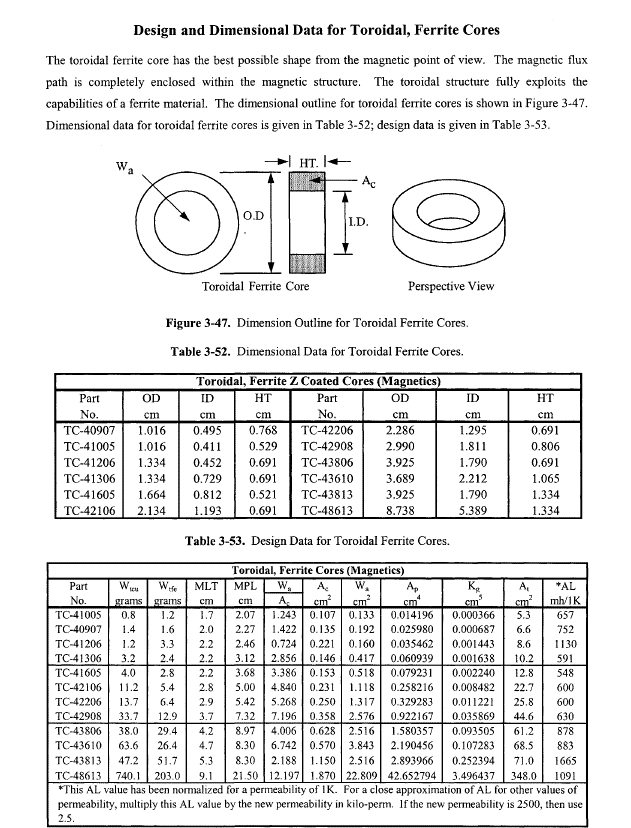 Design and Dimensional Data for Toroidal, Ferrite Cores
The toroidal ferrite core has the best possible shape from the magnetic point of view. The magnetic flux
path is completely enclosed within the magnetic structure. The toroidal structure fully exploits the
capabilities of a ferrite material. The dimensional outline for toroidal ferrite cores is shown in Figure 3-47.
Dimensional data for toroidal ferrite cores is given in Table 3-52; design data is given in Table 3-53.
Wa HT. Ac
O.D I.D.
Toroidal Ferrite Core Perspective View
Figure 3-47. Dimension Outline for Toroidal Ferrite Cores.
Table 3-52. Dimensional Data for Toroidal Ferrite Cores.
Toroidal, Ferrite Z Coated Cores (Magnetics)
Part OD ID HT Part OD ID HT
No. cm cm cm No. cm cm cm
TC-40907 1.016 0.495 0.768 TC-42206 2.286 1.295 0.691
TC-41005 1.016 0.411 0.529 TC-42908 2.990 1.811 0.806
TC-41206 1.334 0.452 0.691 TC-43806 3.925 1.790 0.691
TC-41306 1.334 0.729 0.691 TC-43610 3.689 2.212 1.065
TC-41605 1.664 0.812 0.521 TC-43813 3.925 1.790 1.334
TC-42106 2.134 1.193 0.691 TC-48613 8.738 5.389 1.334
Table 3-53. Design Data for Toroidal Ferrite Cores.
Toroidal, Ferrite Cores (Magnetics)
Part Wtcu Wtfe MLT MPL Wa Ac Wa Ap Kg At *AL
No. grams grams cm cm Ac cm2 cm2 cm4 cm5 cm2 mh/1K
TC-41005 0.8 1.2 1.7 2.07 1.243 0.107 0.133 0.014196 0.000366 5.3 657
TC-40907 1.4 1.6 2.0 2.27 1.422 0.135 0.192 0.025980 0.000687 6.6 752
TC-41206 1.2 3.3 2.2 2.46 0.724 0.221 0.160 0.035462 0.001443 8.6 1130
TC-41306 3.2 2.4 2.2 3.12 2.856 0.146 0.417 0.060939 0.001638 10.2 591
TC-41605 4.0 2.8 2.2 3.68 3.386 0.153 0.518 0.079231 0.002240 12.8 548
TC-42106 11.2 5.4 2.8 5.00 4.840 0.231 1.118 0.258216 0.008482 22.7 600
TC-42206 13.7 6.4 2.9 5.42 5.268 0.250 1.317 0.329283 0.011221 25.8 600
TC-42908 33.7 12.9 3.7 7.32 7.196 0.358 2.576 0.922167 0.035869 44.6 630
TC-43806 38.0 29.4 4.2 8.97 4.006 0.628 2.516 1.580357 0.093505 61.2 878
TC-43610 63.6 26.4 4.7 8.30 6.742 0.570 3.843 2.190456 0.107283 68.5 883
TC-43813 47.2 51.7 5.3 8.30 2.188 1.150 2.516 2.893966 0.252394 71.0 1665
TC-48613 740.1 203.0 9.1 21.50 12.197 1.870 22.809 42.652794 3.496437 348.0 1091
*This AL value has been normalized for a permeability of 1K. For a close approximation of AL for other values of
permeability, multiply this AL value by the new permeability in kilo-perm. If the new permeability is 2500, then use
2.5.